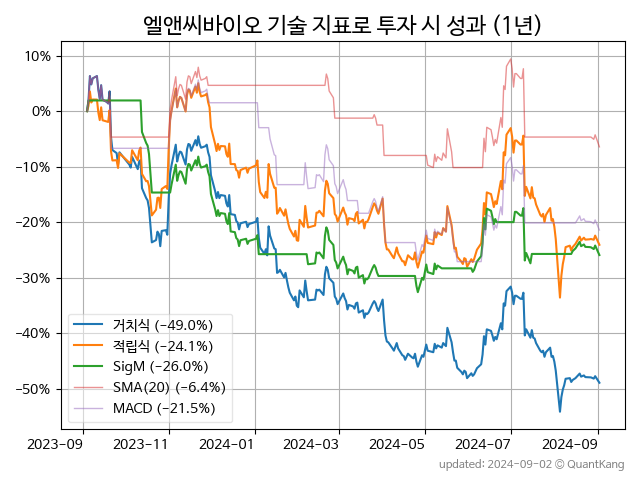 엘앤씨바이오 기술 지표로 투자 시 성과 (1년)
10%
0%
−10%
−20%
−30%
−40%
−50%
거치식 (−49.0%)
적립식 (−24.1%)
SigM (−26.0%)
SMA(20) (−6.4%)
MACD (−21.5%)
2023-09 2023-11 2024-01 2024-03 2024-05 2024-07 2024-09
updated: 2024-09-02 © QuantKang